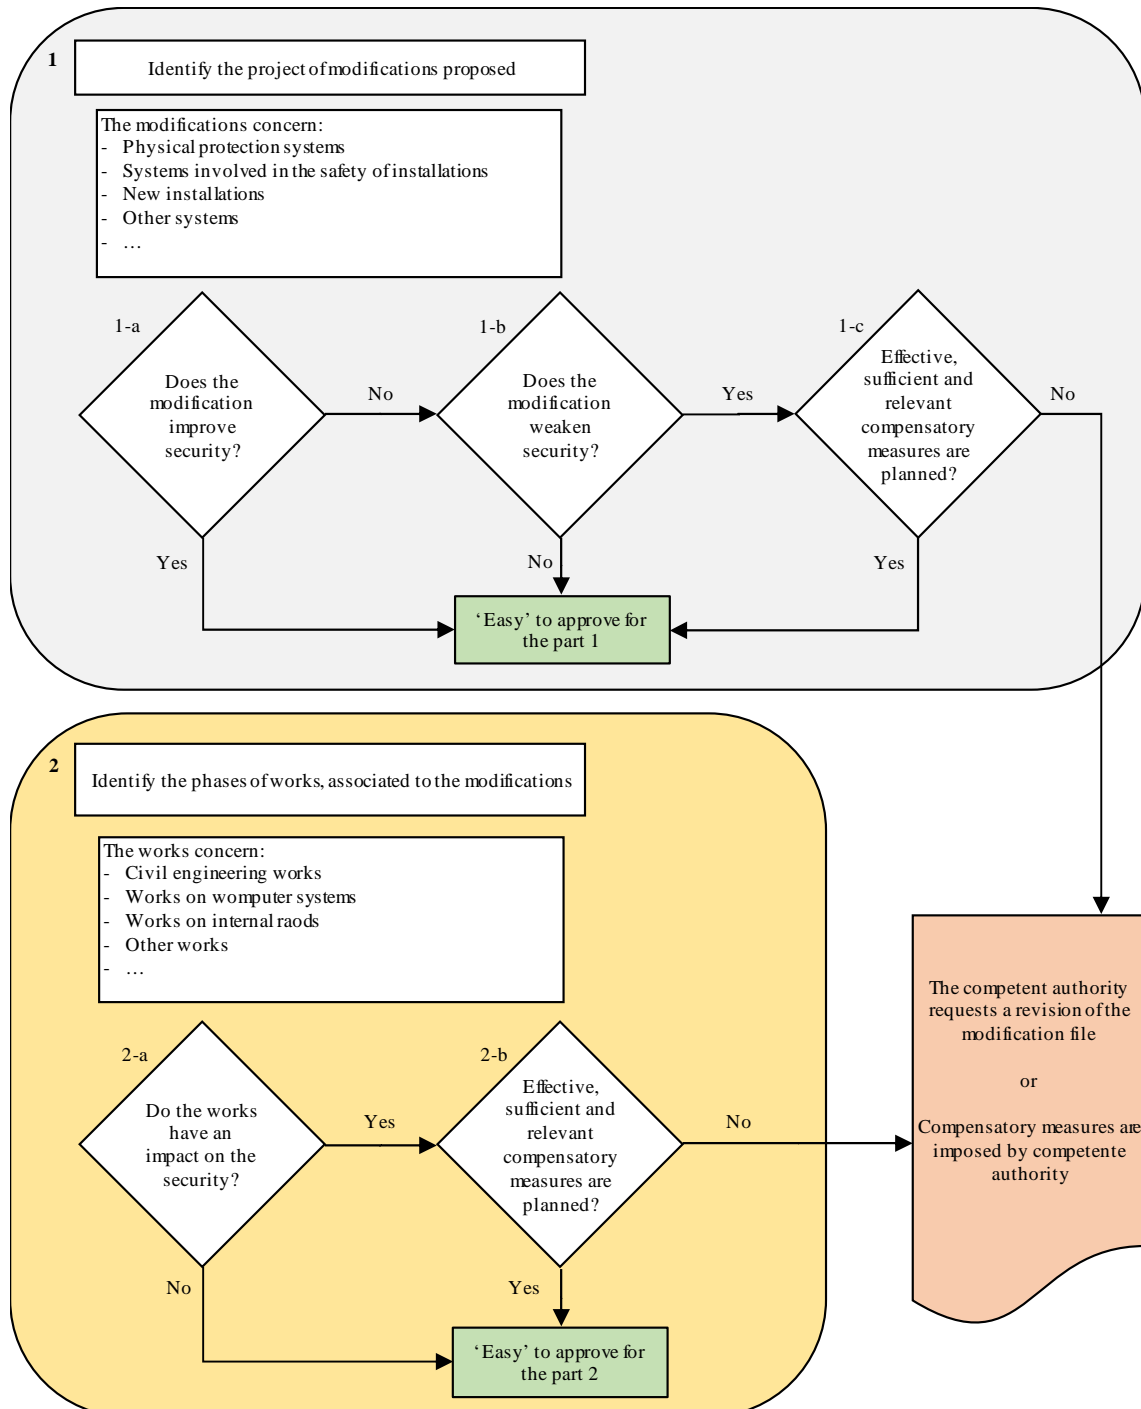 1
Identify the project of modifications proposed
The modifications concern:
- Physical protection systems
- Systems involved in the safety of installations
- New installations
- Other systems
- …
1-a
Does the
modification
improve
security?
No
1-b
Does the
modification
weaken
security?
Yes
1-c
Effective,
sufficient and
relevant
compensatory
measures are
planned?
No
Yes
No
Yes
‘Easy’ to approve for
the part 1
2
Identify the phases of works, associated to the modifications
The works concern:
- Civil engineering works
- Works on womputer systems
- Works on internal raods
- Other works
- …
2-a
Do the works
have an
impact on the
security?
Yes
2-b
Effective,
sufficient and
relevant
compensatory
measures are
planned?
No
No
Yes
‘Easy’ to approve for
the part 2
The competent authority
requests a revision of the
modification file
or
Compensatory measures are
imposed by competente
authority